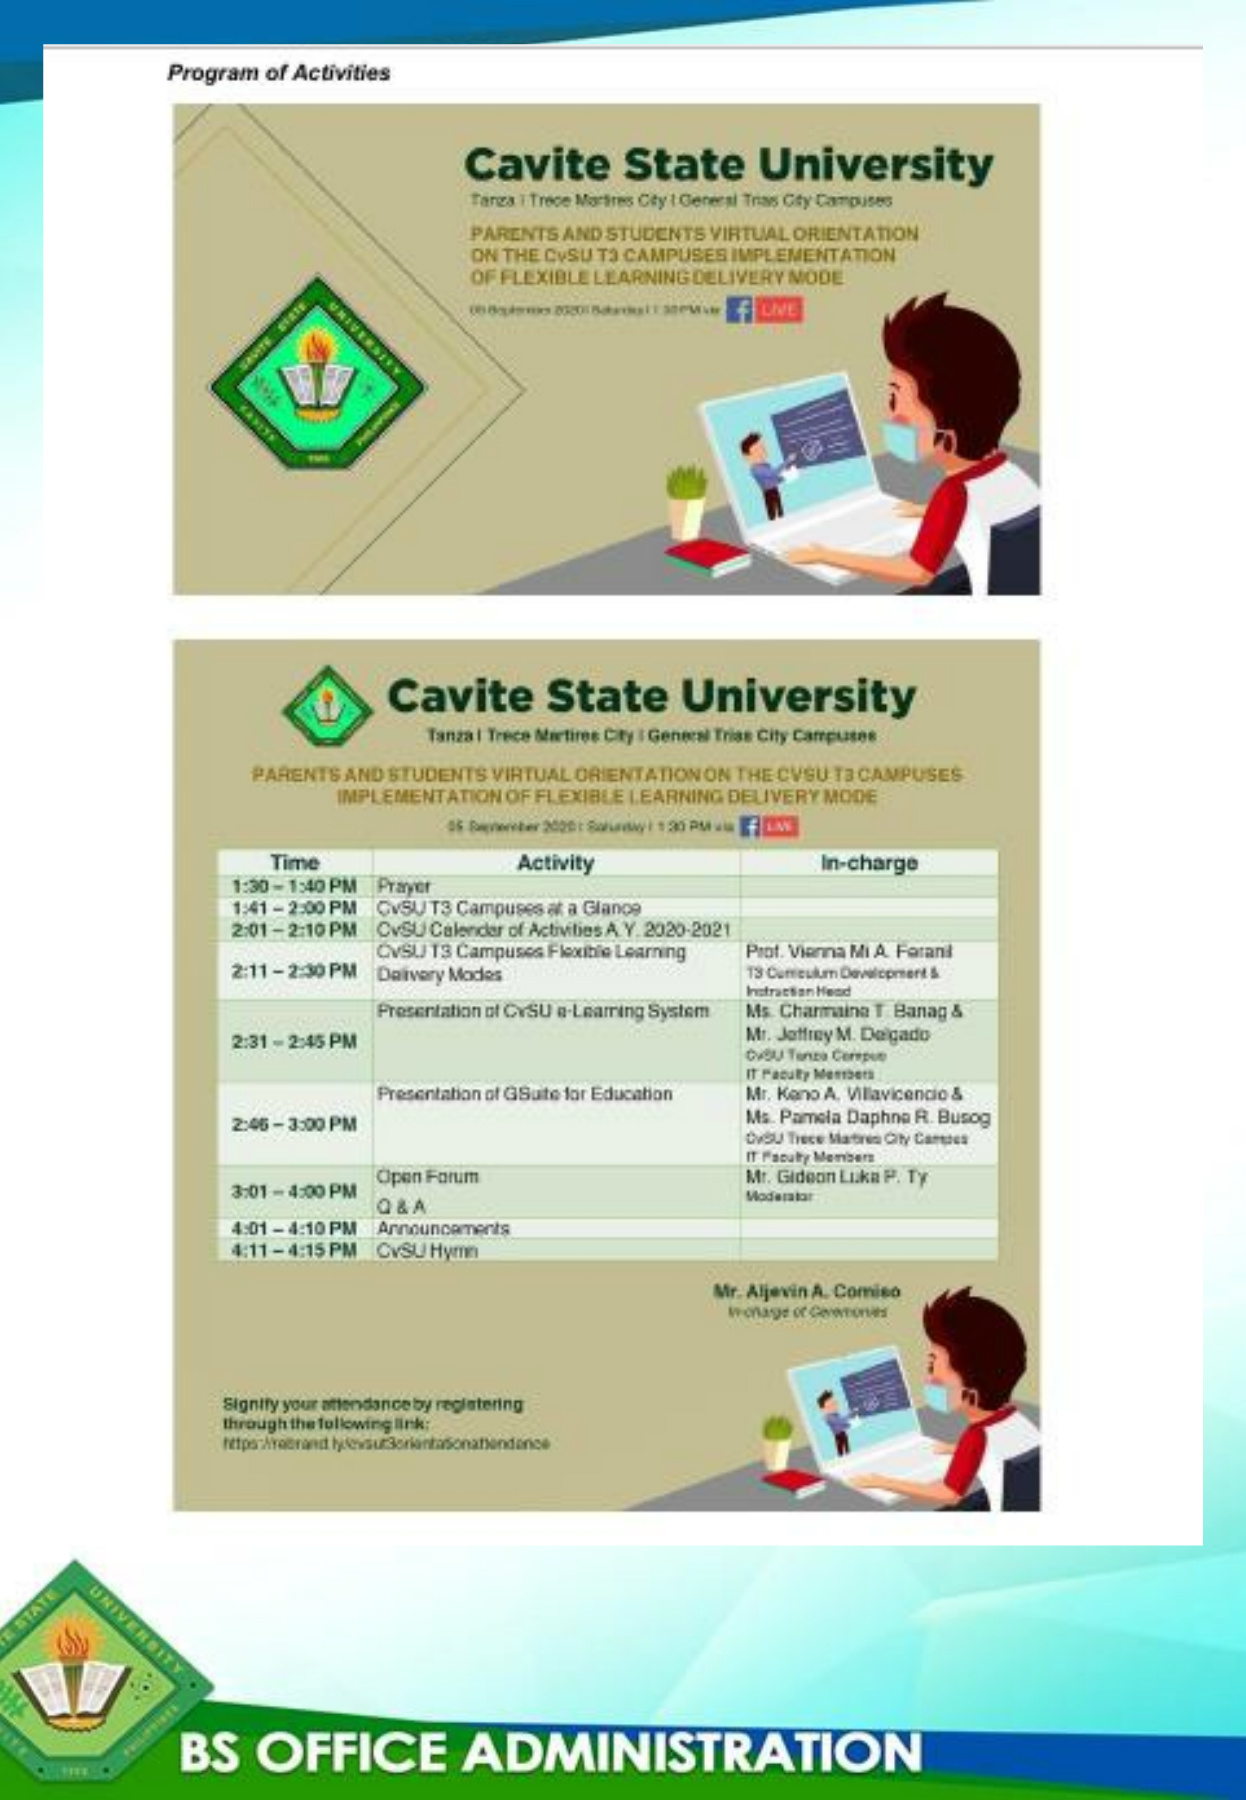 Program of Activities
Cavite State University
Tanza | Trece Martires City | General Trias City Campuses
PARENTS AND STUDENTS VIRTUAL ORIENTATION
ON THE CvSU T3 CAMPUSES IMPLEMENTATION
OF FLEXIBLE LEARNING DELIVERY MODE
05 September 2020 | Saturday | 1:30 PM via f LIVE
CAVITE STATE UNIVERSITY
CAVITE PHILIPPINES
1906
Cavite State University
Tanza | Trece Martires City | General Trias City Campuses
PARENTS AND STUDENTS VIRTUAL ORIENTATION ON THE CVSU T3 CAMPUSES
IMPLEMENTATION OF FLEXIBLE LEARNING DELIVERY MODE
05 September 2020 | Saturday | 1:30 PM via f LIVE
Time Activity In-charge
1:30 – 1:40 PM Prayer
1:41 – 2:00 PM CvSU T3 Campuses at a Glance
2:01 – 2:10 PM CvSU Calendar of Activities A.Y. 2020-2021
2:11 – 2:30 PM CvSU T3 Campuses Flexible Learning
Delivery Modes
Prof. Vienna Mi A. Feranil
T3 Curriculum Development &
Instruction Head
2:31 – 2:45 PM Presentation of CvSU e-Learning System
Ms. Charmaine T. Banag &
Mr. Jeffrey M. Delgado
CvSU Tanza Campus
IT Faculty Members
2:46 – 3:00 PM Presentation of GSuite for Education
Mr. Keno A. Villavicencio &
Ms. Pamela Daphne R. Busog
CvSU Trece Martires City Campus
IT Faculty Members
3:01 – 4:00 PM Open Forum
Q & A
Mr. Gideon Luke P. Ty
Moderator
4:01 – 4:10 PM Announcements
4:11 – 4:15 PM CvSU Hymn
Mr. Aljevin A. Comiso
In-charge of Ceremonies
Signify your attendance by registering
through the following link:
https://rebrand.ly/cvsut3orientationattendance
STATE UNIVERSITY
PHILIPPINES
1906
BS OFFICE ADMINISTRATION